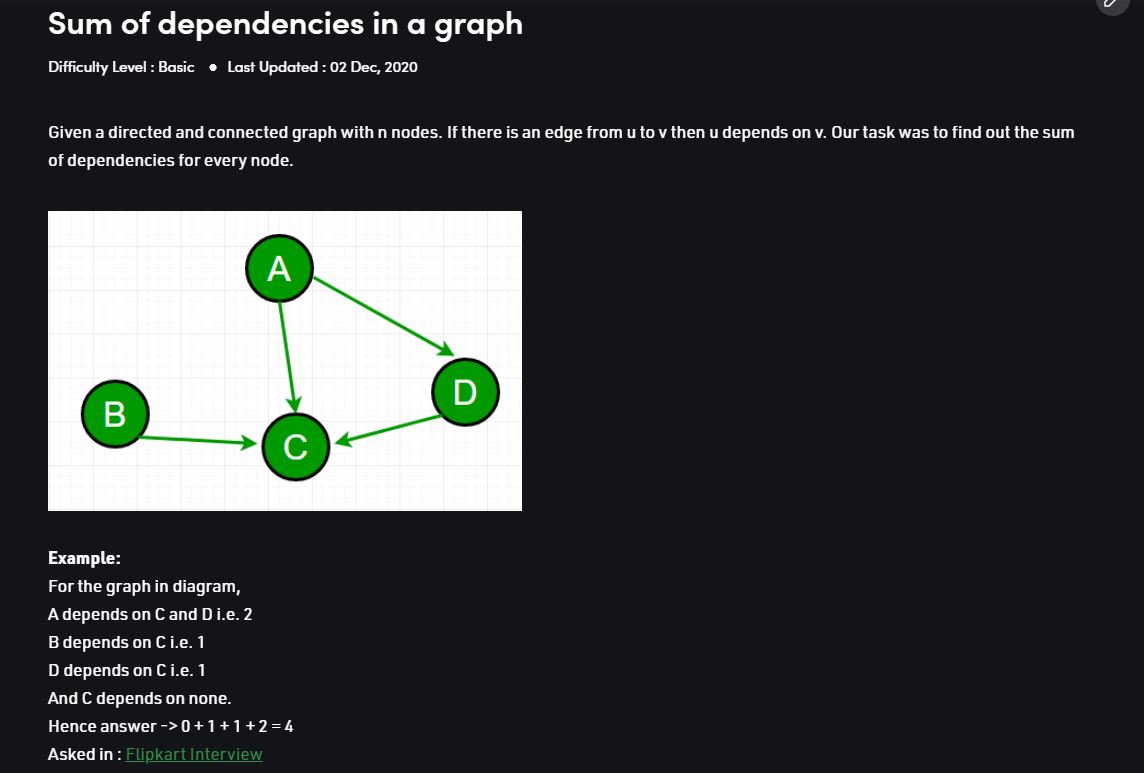 Sum of dependencies in a graph
Difficulty Level : Basic ● Last Updated : 02 Dec, 2020
Given a directed and connected graph with n nodes. If there is an edge from u to v then u depends on v. Our task was to find out the sum
of dependencies for every node.
A
D
B
C
Example:
For the graph in diagram,
A depends on C and D i.e. 2
B depends on C i.e. 1
D depends on C i.e. 1
And C depends on none.
Hence answer -> 0 + 1 + 1 + 2 = 4
Asked in : Flipkart Interview